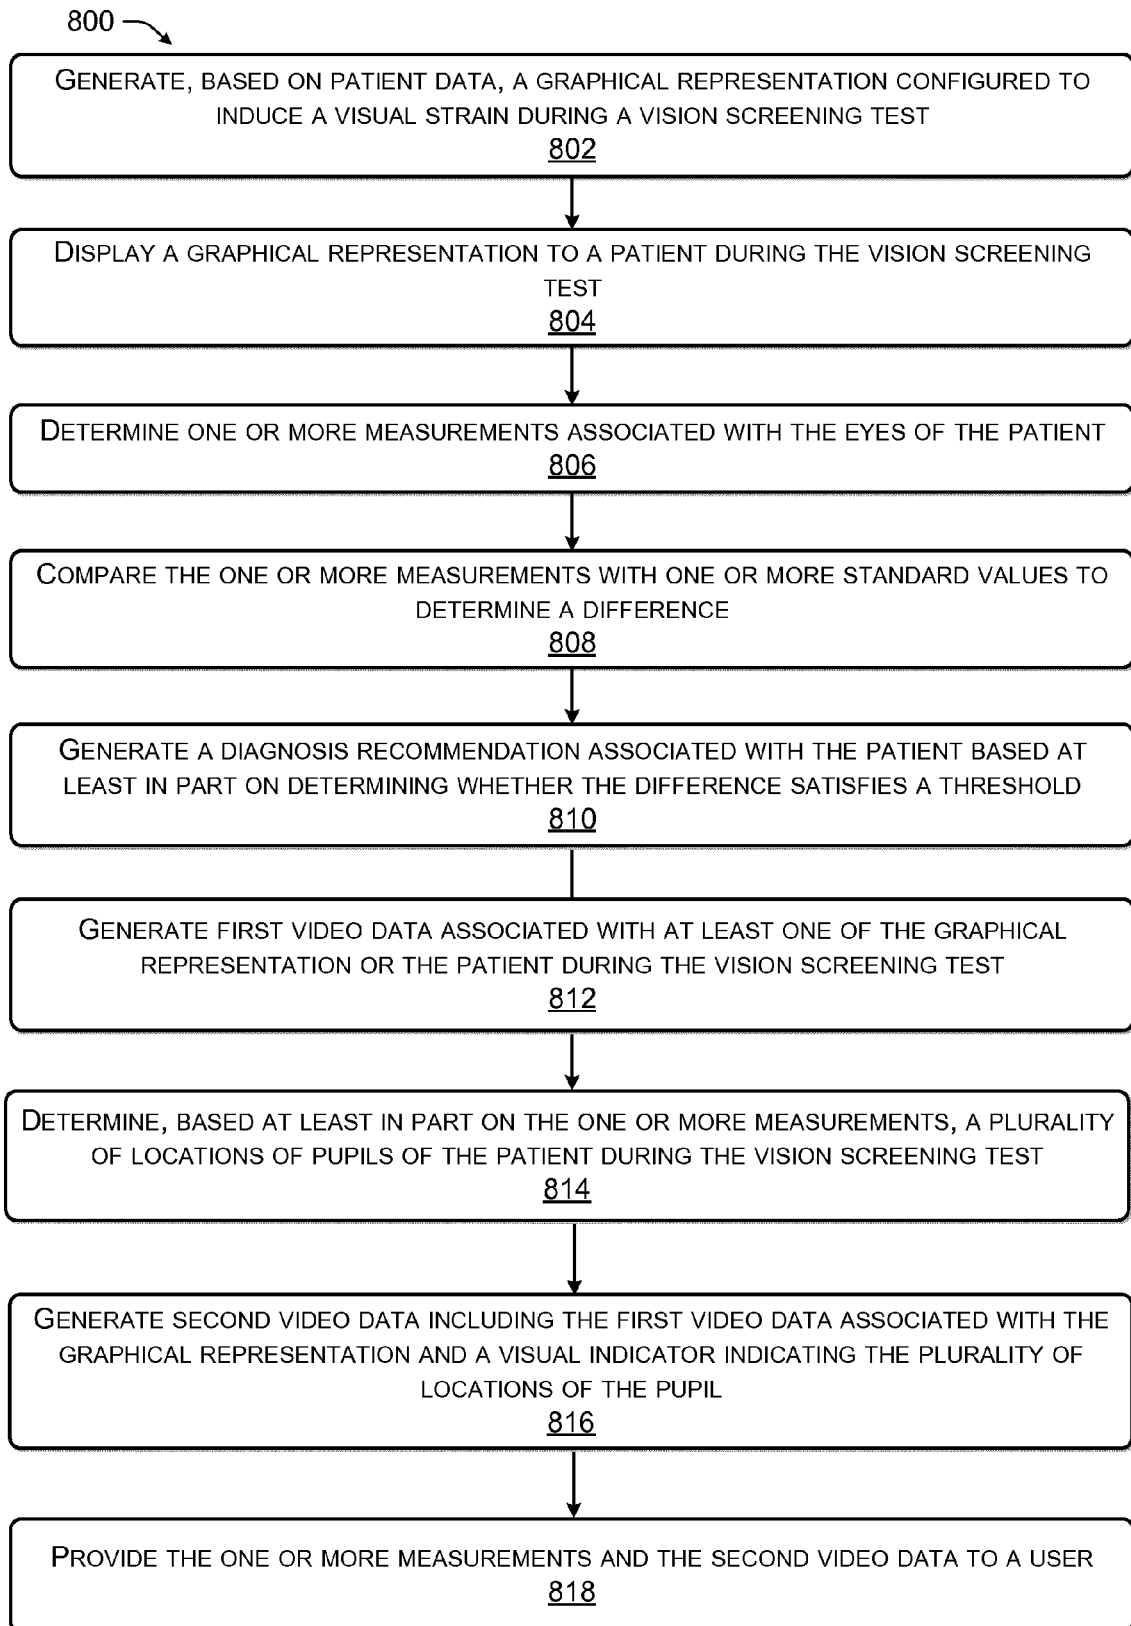 800
GENERATE, BASED ON PATIENT DATA, A GRAPHICAL REPRESENTATION CONFIGURED TO
INDUCE A VISUAL STRAIN DURING A VISION SCREENING TEST
802
DISPLAY A GRAPHICAL REPRESENTATION TO A PATIENT DURING THE VISION SCREENING
TEST
804
DETERMINE ONE OR MORE MEASUREMENTS ASSOCIATED WITH THE EYES OF THE PATIENT
806
COMPARE THE ONE OR MORE MEASUREMENTS WITH ONE OR MORE STANDARD VALUES TO
DETERMINE A DIFFERENCE
808
GENERATE A DIAGNOSIS RECOMMENDATION ASSOCIATED WITH THE PATIENT BASED AT
LEAST IN PART ON DETERMINING WHETHER THE DIFFERENCE SATISFIES A THRESHOLD
810
GENERATE FIRST VIDEO DATA ASSOCIATED WITH AT LEAST ONE OF THE GRAPHICAL
REPRESENTATION OR THE PATIENT DURING THE VISION SCREENING TEST
812
DETERMINE, BASED AT LEAST IN PART ON THE ONE OR MORE MEASUREMENTS, A PLURALITY
OF LOCATIONS OF PUPILS OF THE PATIENT DURING THE VISION SCREENING TEST
814
GENERATE SECOND VIDEO DATA INCLUDING THE FIRST VIDEO DATA ASSOCIATED WITH THE
GRAPHICAL REPRESENTATION AND A VISUAL INDICATOR INDICATING THE PLURALITY OF
LOCATIONS OF THE PUPIL
816
PROVIDE THE ONE OR MORE MEASUREMENTS AND THE SECOND VIDEO DATA TO A USER
818